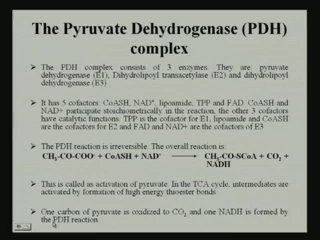 The Pyruvate Dehydrogenase (PDH)
complex
➤ The PDH complex consists of 3 enzymes. They are pyruvate
dehydrogenase (E1), Dihydrolipoyl transacetylase (E2) and dihydrolipoyl
dehydrogenase (E3)
➤ It has 5 cofactors: CoASH, NAD⁺, lipoamide, TPP and FAD. CoASH and
NAD+ participate stoichiometrically in the reaction, the other 3 cofactors
have catalytic functions. TPP is the cofactor for E1, lipoamide and CoASH
are the cofactors for E2 and FAD and NAD+ are the cofactors of E3
➤ The PDH reaction is irreversible. The overall reaction is:
CH₃-CO-COO⁻ + CoASH + NAD⁺ → CH₃-CO-SCoA + CO₂ +
NADH
➤ This is called as activation of pyruvate. In the TCA cycle, intermediates are
activated by formation of high energy thioester bonds
➤ One carbon of pyruvate is oxidized to CO₂ and one NADH is formed by
the PDH reaction